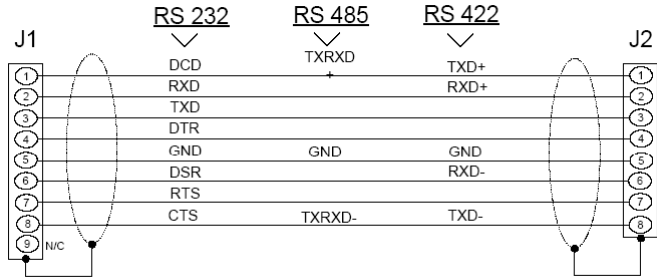 RS 232 RS 485 RS 422
J1 J2
DCD TXRXD TXD+
+
1 1
RXD RXD+
2 2
TXD
3 3
DTR
4 4
GND GND GND
5 5
DSR RXD-
6 6
RTS
7 7
CTS TXRXD- TXD-
8 8
9 N/C